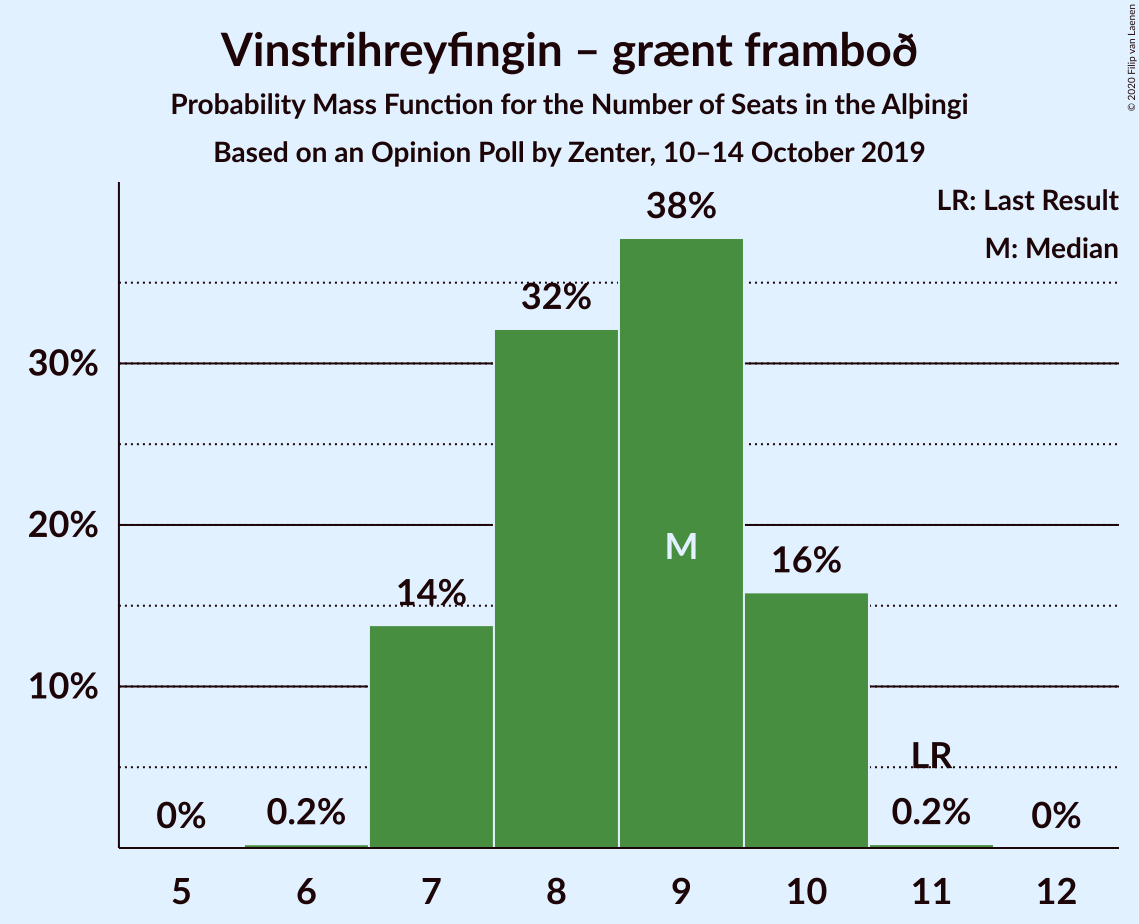 Vinstrihreyfingin – grænt framboð
Probability Mass Function for the Number of Seats in the Alþingi
Based on an Opinion Poll by Zenter, 10–14 October 2019
© 2020 Filip van Laenen
LR: Last Result
M: Median
38%
32%
30%
20%
M
16%
14%
10%
LR
0%
0.2%
0.2%
0%
5 6 7 8 9 10 11 12